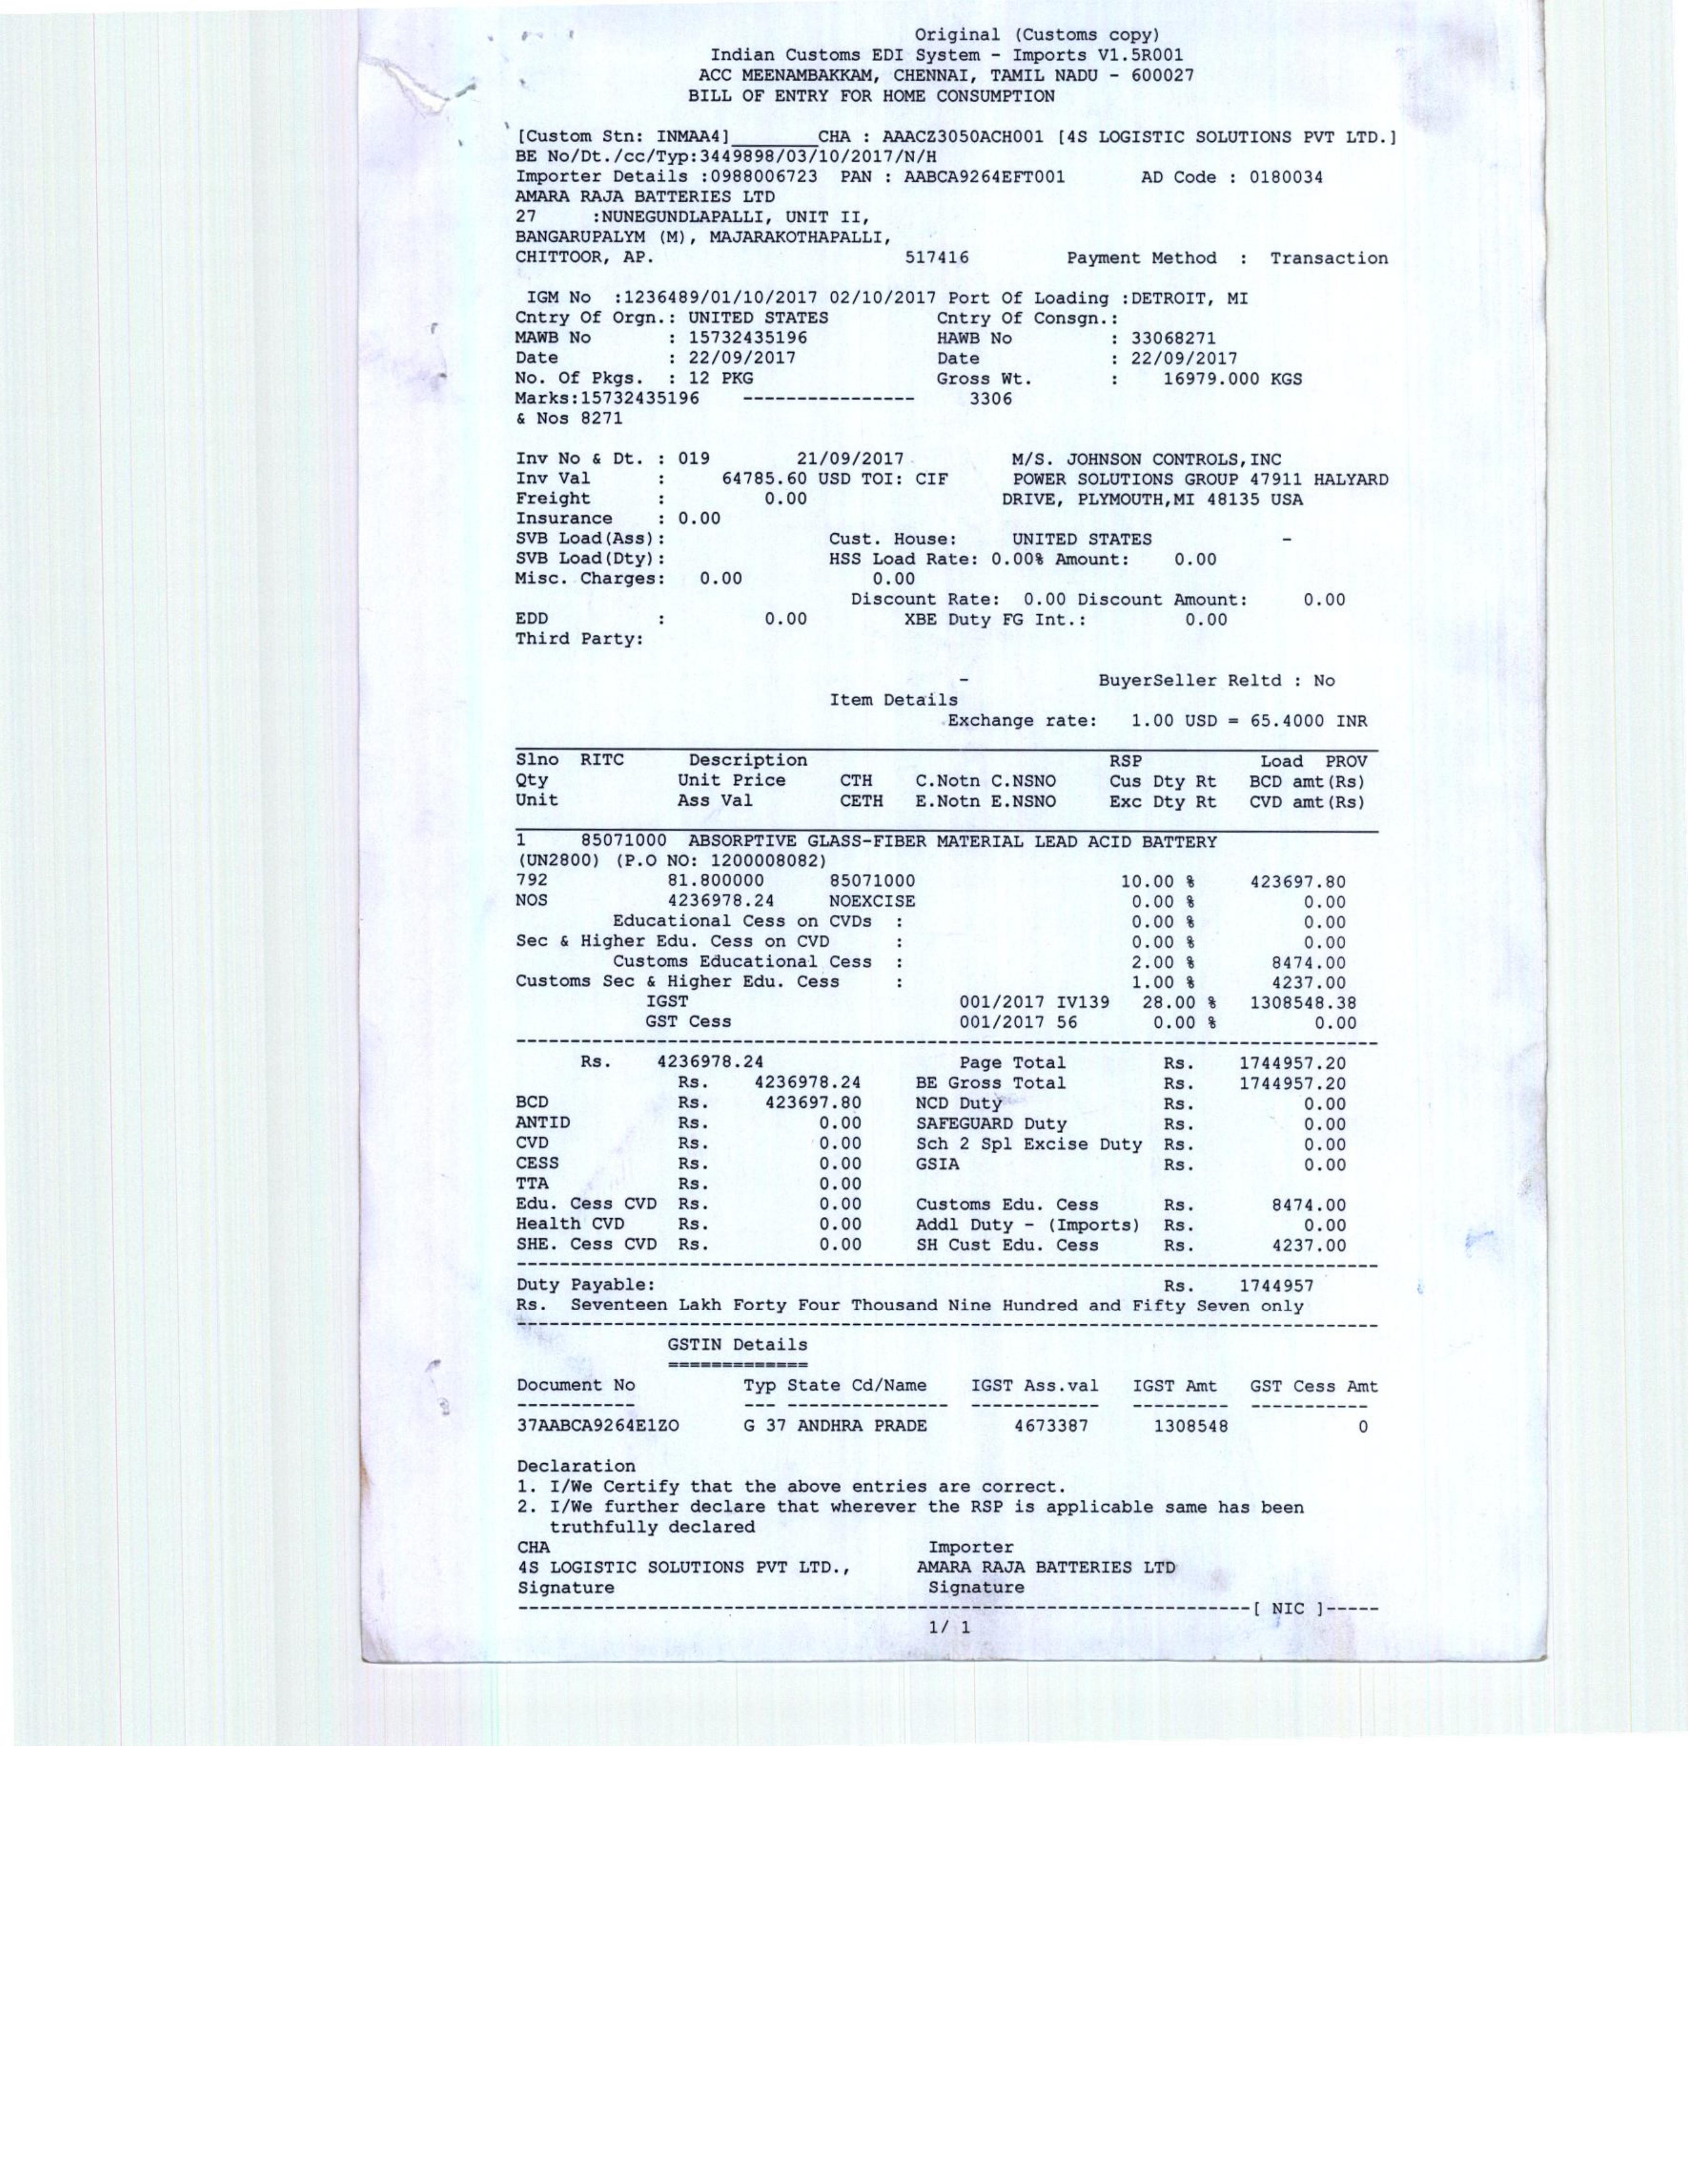 Original (Customs copy)
Indian Customs EDI System - Imports V1.5R001
ACC MEENAMBAKKAM, CHENNAI, TAMIL NADU - 600027
BILL OF ENTRY FOR HOME CONSUMPTION
[Custom Stn: INMAA4]________CHA : AAACZ3050ACH001 [4S LOGISTIC SOLUTIONS PVT LTD.]
BE No/Dt./cc/Typ:3449898/03/10/2017/N/H
Importer Details :0988006723 PAN : AABCA9264EFT001 AD Code : 0180034
AMARA RAJA BATTERIES LTD
27 :NUNEGUNDLAPALLI, UNIT II,
BANGARUPALYM (M), MAJARAKOTHAPALLI,
CHITTOOR, AP. 517416 Payment Method : Transaction
IGM No :1236489/01/10/2017 02/10/2017 Port Of Loading :DETROIT, MI
Cntry Of Orgn.: UNITED STATES Cntry Of Consgn.:
MAWB No : 15732435196 HAWB No : 33068271
Date : 22/09/2017 Date : 22/09/2017
No. Of Pkgs. : 12 PKG Gross Wt. : 16979.000 KGS
Marks:15732435196 ---------------- 3306
& Nos 8271
Inv No & Dt. : 019 21/09/2017 M/S. JOHNSON CONTROLS,INC
Inv Val : 64785.60 USD TOI: CIF POWER SOLUTIONS GROUP 47911 HALYARD
Freight : 0.00 DRIVE, PLYMOUTH,MI 48135 USA
Insurance : 0.00
SVB Load(Ass): Cust. House: UNITED STATES -
SVB Load(Dty): HSS Load Rate: 0.00% Amount: 0.00
Misc. Charges: 0.00 0.00
Discount Rate: 0.00 Discount Amount: 0.00
EDD : 0.00 XBE Duty FG Int.: 0.00
Third Party:
- BuyerSeller Reltd : No
Item Details
Exchange rate: 1.00 USD = 65.4000 INR
Slno RITC Description RSP Load PROV
Qty Unit Price CTH C.Notn C.NSNO Cus Dty Rt BCD amt(Rs)
Unit Ass Val CETH E.Notn E.NSNO Exc Dty Rt CVD amt(Rs)
1 85071000 ABSORPTIVE GLASS-FIBER MATERIAL LEAD ACID BATTERY
(UN2800) (P.O NO: 1200008082)
792 81.800000 85071000 10.00 % 423697.80
NOS 4236978.24 NOEXCISE 0.00 % 0.00
Educational Cess on CVDs : 0.00 % 0.00
Sec & Higher Edu. Cess on CVD : 0.00 % 0.00
Customs Educational Cess : 2.00 % 8474.00
Customs Sec & Higher Edu. Cess : 1.00 % 4237.00
IGST 001/2017 IV139 28.00 % 1308548.38
GST Cess 001/2017 56 0.00 % 0.00
--------------------------------------------------------------------------------
Rs. 4236978.24 Page Total Rs. 1744957.20
Rs. 4236978.24 BE Gross Total Rs. 1744957.20
BCD Rs. 423697.80 NCD Duty Rs. 0.00
ANTID Rs. 0.00 SAFEGUARD Duty Rs. 0.00
CVD Rs. 0.00 Sch 2 Spl Excise Duty Rs. 0.00
CESS Rs. 0.00 GSIA Rs. 0.00
TTA Rs. 0.00
Edu. Cess CVD Rs. 0.00 Customs Edu. Cess Rs. 8474.00
Health CVD Rs. 0.00 Addl Duty - (Imports) Rs. 0.00
SHE. Cess CVD Rs. 0.00 SH Cust Edu. Cess Rs. 4237.00
--------------------------------------------------------------------------------
Duty Payable: Rs. 1744957
Rs. Seventeen Lakh Forty Four Thousand Nine Hundred and Fifty Seven only
--------------------------------------------------------------------------------
GSTIN Details
=============
Document No Typ State Cd/Name IGST Ass.val IGST Amt GST Cess Amt
----------- --- --------------- ------------ --------- -----------
37AABCA9264E1ZO G 37 ANDHRA PRADE 4673387 1308548 0
Declaration
1. I/We Certify that the above entries are correct.
2. I/We further declare that wherever the RSP is applicable same has been
truthfully declared
CHA Importer
4S LOGISTIC SOLUTIONS PVT LTD., AMARA RAJA BATTERIES LTD
Signature Signature
--------------------------------------------------------------------[ NIC ]-----
1/ 1